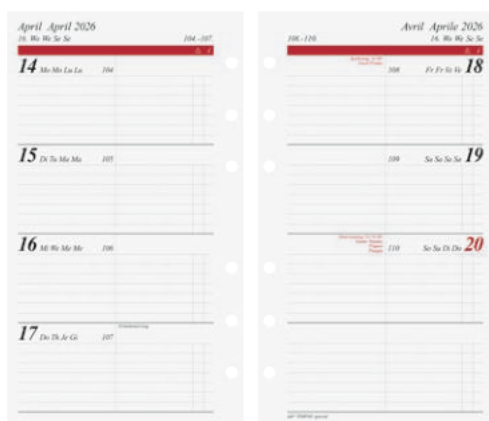 April April 2026
16. Wo We Se Se
104.-107.
14 Mo Mo Lu Lu 104
15 Di Tu Ma Ma 105
16 Mi We Me Me 106
17 Do Th Je Gi 107
Avril Aprile 2026
108.-110.
16. Wo We Se Se
108 Fr Fr Ve Ve 18
109 Sa Sa Sa Sa 19
110 So Su Di Do 20